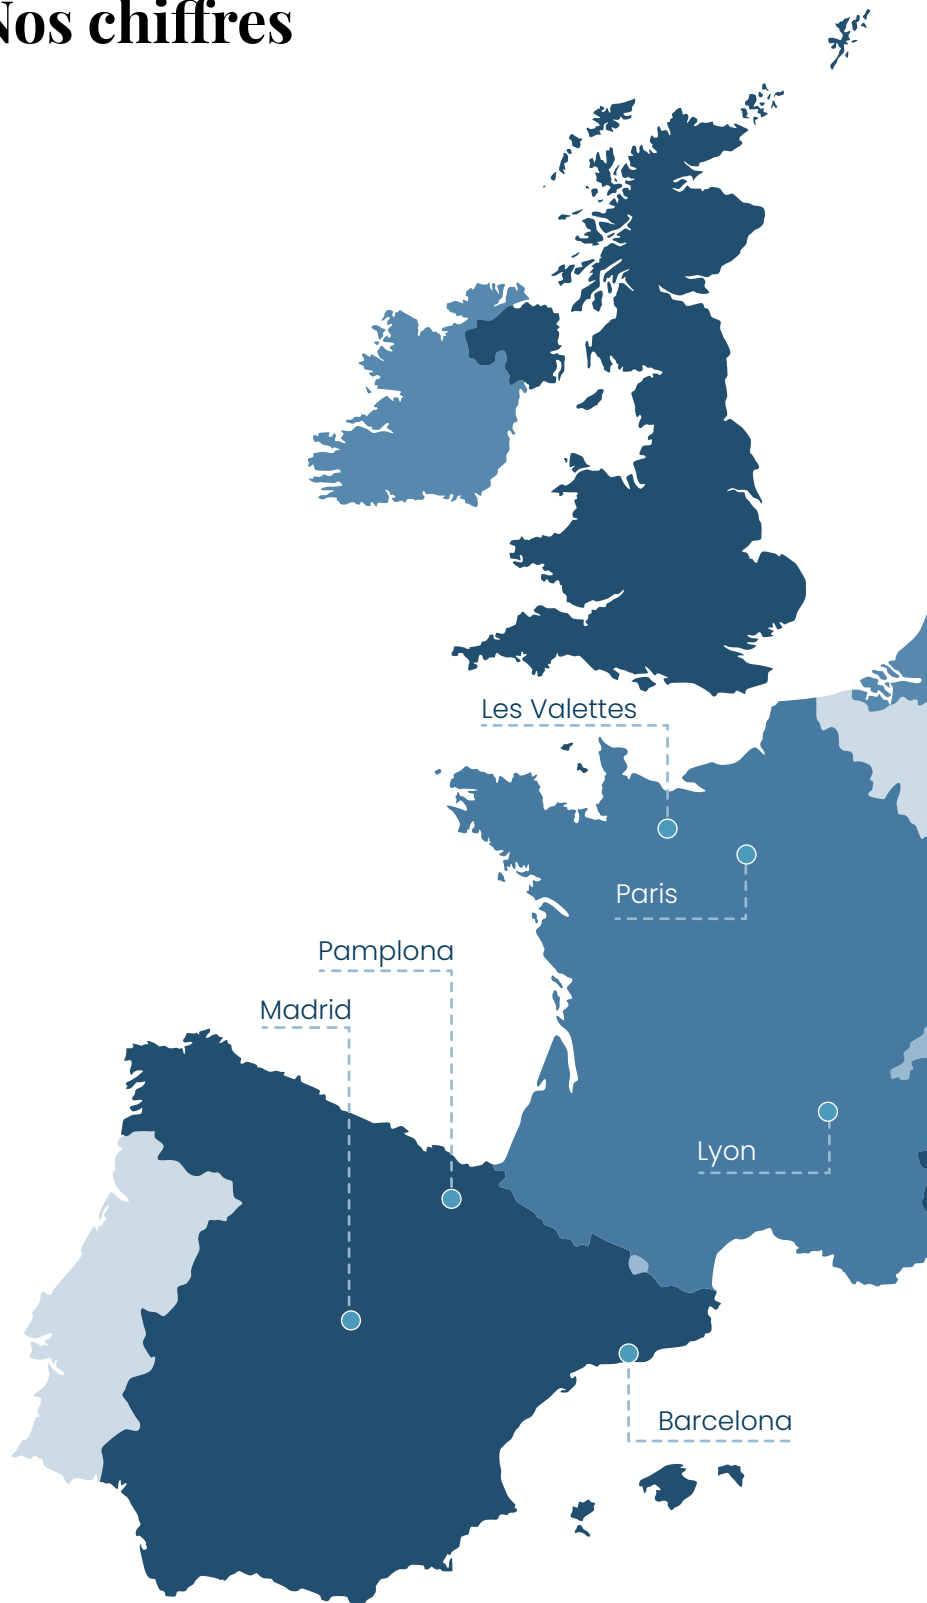 Nos chiffres
Les Valettes
Paris
Pamplona
Madrid
Lyon
Barcelona